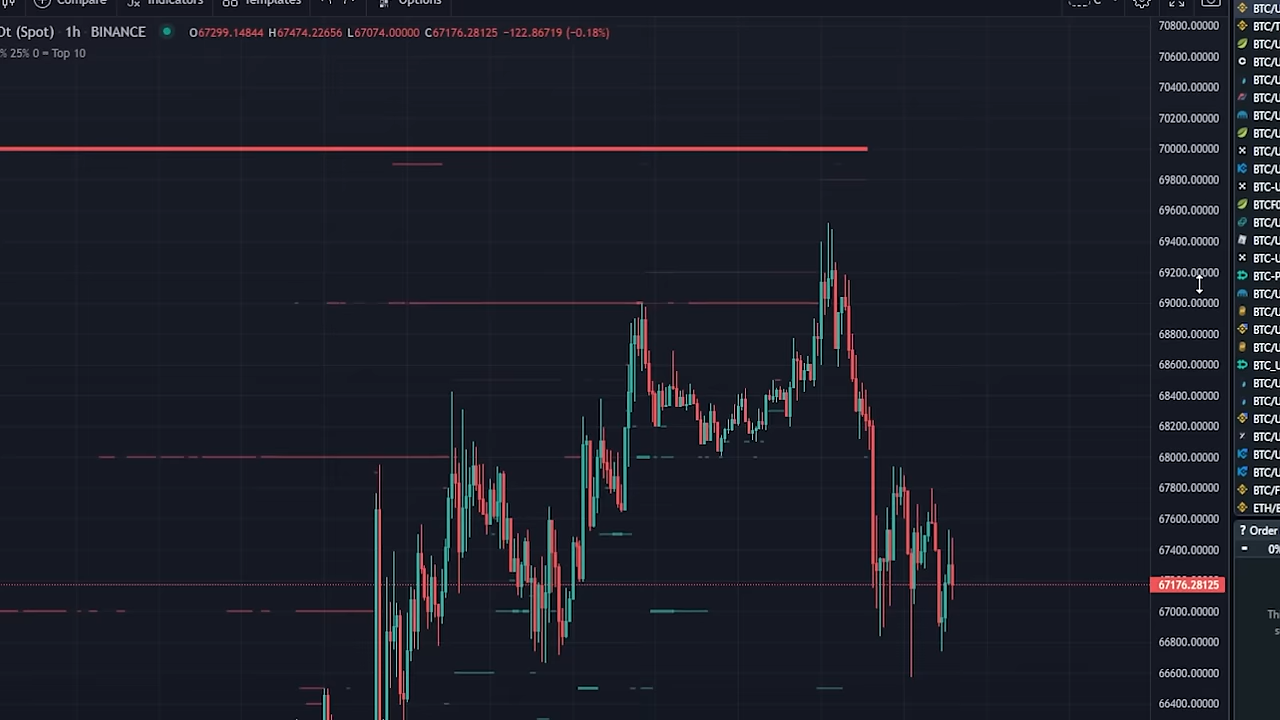 Compare Indicators Templates Options
Dt (Spot) 1h BINANCE O67299.14844 H67474.22656 L67074.00000 C67176.28125 −122.86719 (−0.18%)
% 25% 0 = Top 10
70800.00000
70600.00000
70400.00000
70200.00000
70000.00000
69800.00000
69600.00000
69400.00000
69200.00000
69000.00000
68800.00000
68600.00000
68400.00000
68200.00000
68000.00000
67800.00000
67600.00000
67400.00000
67176.28125
67000.00000
66800.00000
66600.00000
66400.00000
BTC/U
BTC/T
BTC/U
BTC/U
BTC/U
BTC/U
BTC/U
BTC/U
BTC/U
BTC/U
BTC-U
BTCF0
BTC/U
BTC/U
BTC-U
BTC-P
BTC/U
BTC/U
BTC/U
BTC/U
BTC_U
BTC/U
BTC/U
BTC/U
BTC/U
BTC/U
BTC/U
BTC/F
ETH/B
? Order
0%
Thi
s